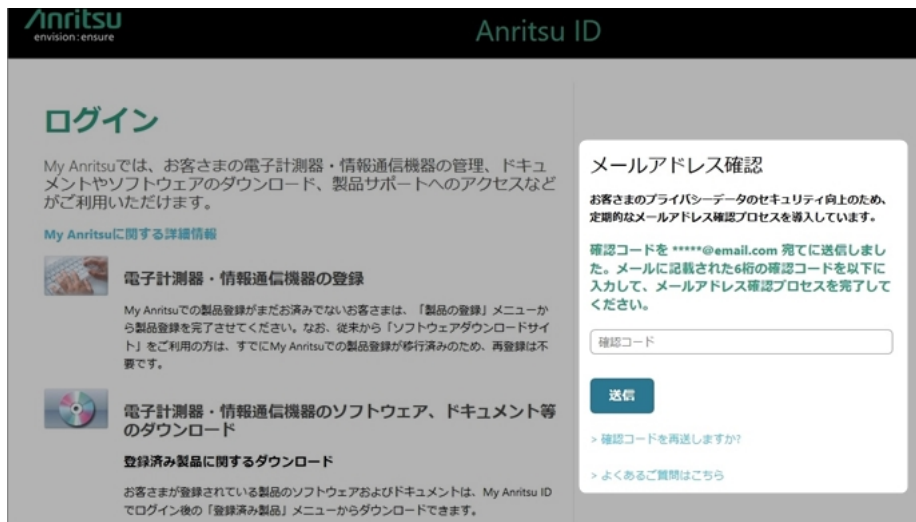 Anritsu
envision:ensure
Anritsu ID
ログイン
My Anritsuでは、お客さまの電子計測器・情報通信機器の管理、ドキュ
メントやソフトウェアのダウンロード、製品サポートへのアクセスなど
がご利用いただけます。
My Anritsuに関する詳細情報
電子計測器・情報通信機器の登録
My Anritsuでの製品登録がまだお済みでないお客さまは、「製品の登録」メニューか
ら製品登録を完了させてください。なお、従来から「ソフトウェアダウンロードサイ
ト」をご利用の方は、すでにMy Anritsuでの製品登録が移行済みのため、再登録は不
要です。
電子計測器・情報通信機器のソフトウェア、ドキュメント等
のダウンロード
登録済み製品に関するダウンロード
お客さまが登録されている製品のソフトウェアおよびドキュメントは、My Anritsu ID
でログイン後の「登録済み製品」メニューからダウンロードできます。
メールアドレス確認
お客さまのプライバシーデータのセキュリティ向上のため、
定期的なメールアドレス確認プロセスを導入しています。
確認コードを *****@email.com 宛てに送信しまし
た。メールに記載された6桁の確認コードを以下に
入力して、メールアドレス確認プロセスを完了して
ください。
確認コード
送信
> 確認コードを再送しますか?
> よくあるご質問はこちら